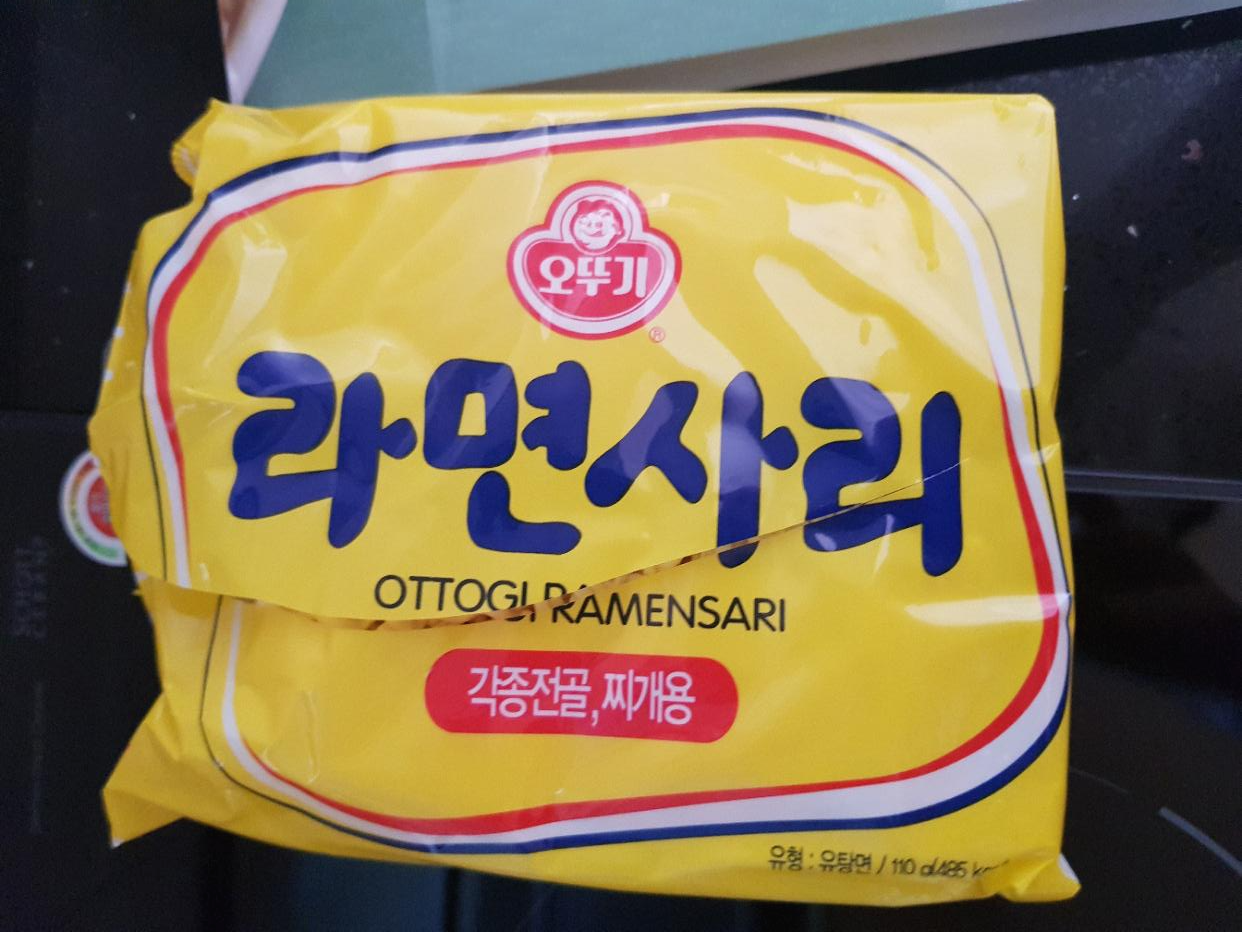 오뚜기
®
라면사리
OTTOGI RAMENSARI
각종전골,찌개용
유형 : 유탕면 / 110 g(485